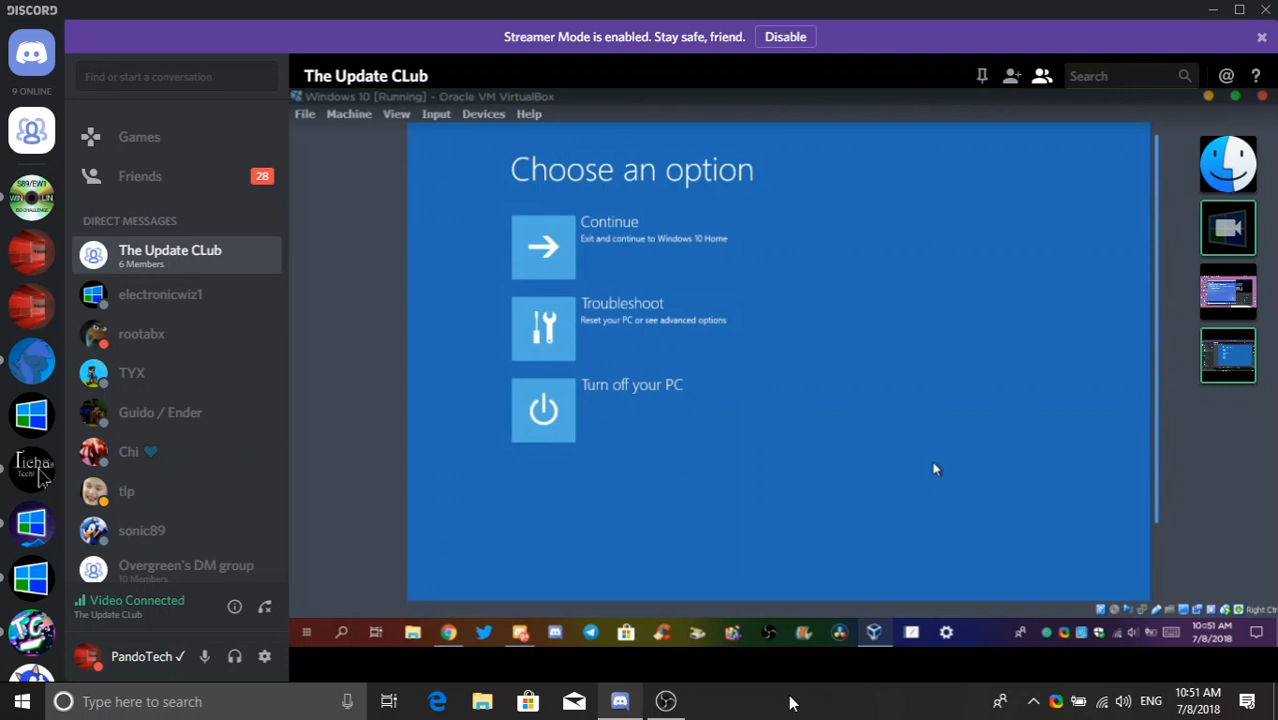 DISCORD
Streamer Mode is enabled. Stay safe, friend.
Disable
9 ONLINE
Find or start a conversation
Games
Friends
28
DIRECT MESSAGES
The Update CLub
6 Members
electronicwiz1
rootabx
TYX
Guido / Ender
Chi
tlp
sonic89
Overgreen's DM group
10 Members
Video Connected
The Update CLub
PandoTech ✓
The Update CLub
Search
Windows 10 [Running] - Oracle VM VirtualBox
File
Machine
View
Input
Devices
Help
Choose an option
Continue
Exit and continue to Windows 10 Home
Troubleshoot
Reset your PC or see advanced options
Turn off your PC
Right Ctr
10:51 AM
7/8/2018
Type here to search
ENG
10:51 AM
7/8/2018